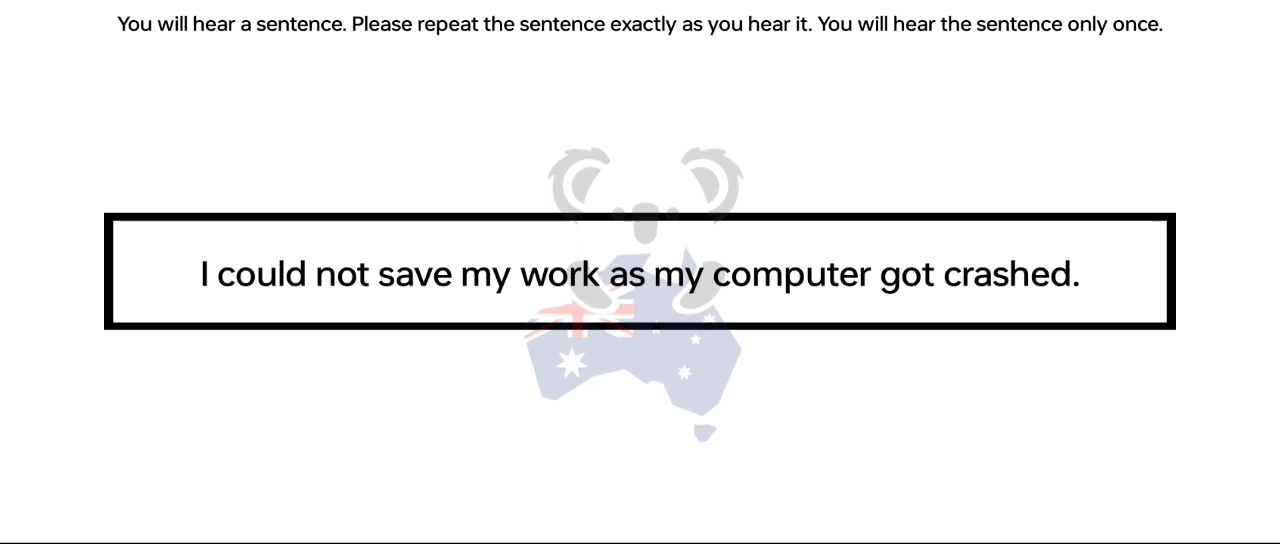 You will hear a sentence. Please repeat the sentence exactly as you hear it. You will hear the sentence only once.
I could not save my work as my computer got crashed.